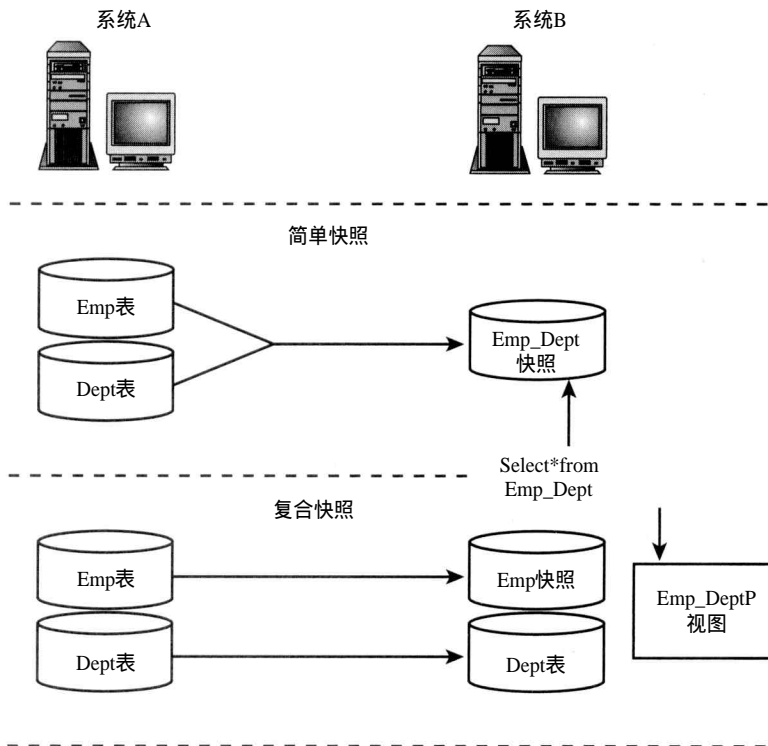 系统A
系统B
简单快照
Emp表
Dept表
Emp_Dept
快照
Select*from
Emp_Dept
复合快照
Emp表
Dept表
Emp快照
Dept表
Emp_DeptP
视图